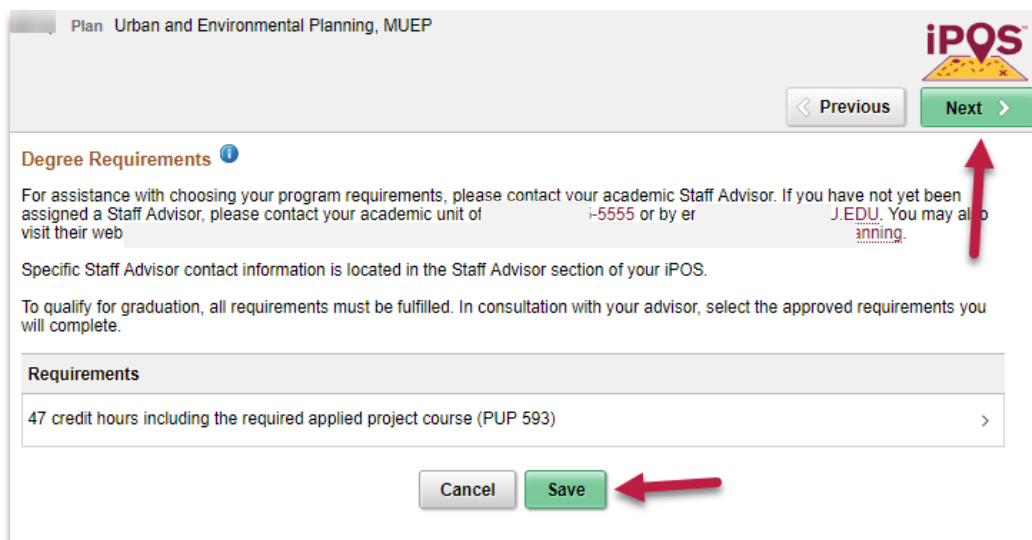 Plan Urban and Environmental Planning, MUEP
iPOS
Previous
Next
Degree Requirements
For assistance with choosing your program requirements, please contact your academic Staff Advisor. If you have not yet been
assigned a Staff Advisor, please contact your academic unit of -5555 or by J.EDU. You may also
visit their web anning.
Specific Staff Advisor contact information is located in the Staff Advisor section of your iPOS.
To qualify for graduation, all requirements must be fulfilled. In consultation with your advisor, select the approved requirements you
will complete.
Requirements
47 credit hours including the required applied project course (PUP 593)
Cancel
Save